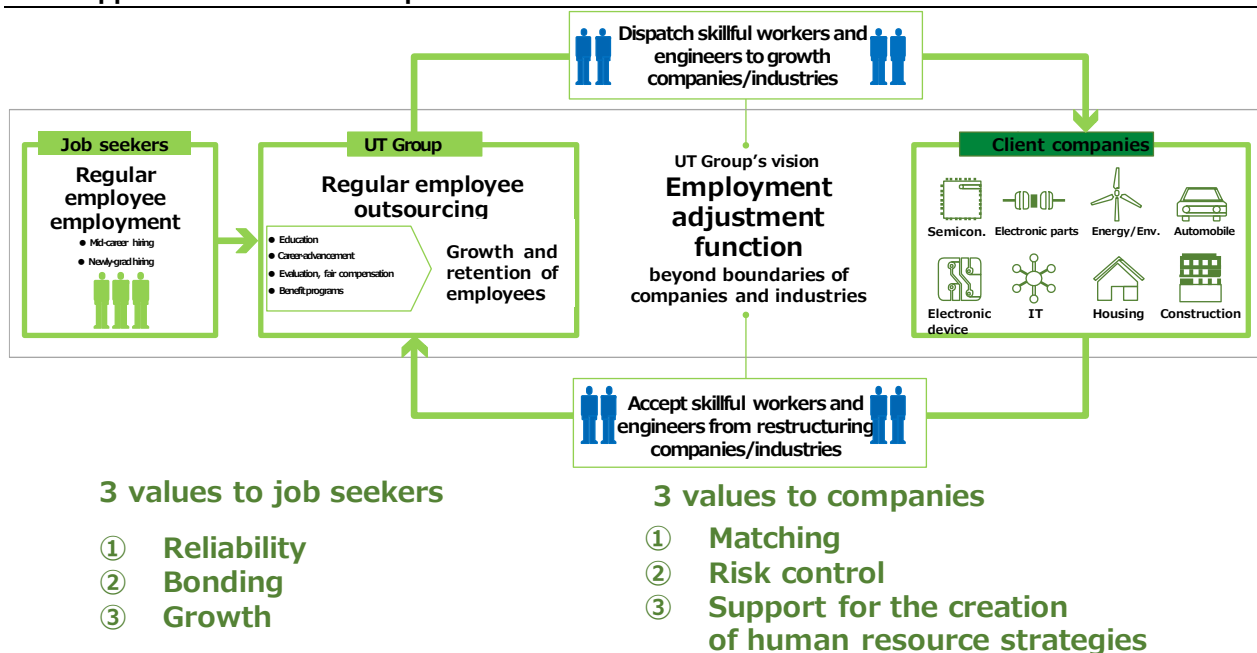 Dispatch skillful workers and
engineers to growth
companies/industries
Job seekers
Regular
employee
employment
● Mid-career hiring
● Newly-grad hiring
UT Group
Regular employee
outsourcing
● Education
● Career-advancement
● Evaluation, fair compensation
● Benefit programs
Growth and
retention of
employees
UT Group's vision
Employment
adjustment
function
beyond boundaries of
companies and industries
Client companies
Semicon.
Electronic parts
Energy/Env.
Automobile
Electronic
device
IT
Housing
Construction
Accept skillful workers and
engineers from restructuring
companies/industries
3 values to job seekers
① Reliability
② Bonding
③ Growth
3 values to companies
① Matching
② Risk control
③ Support for the creation
of human resource strategies